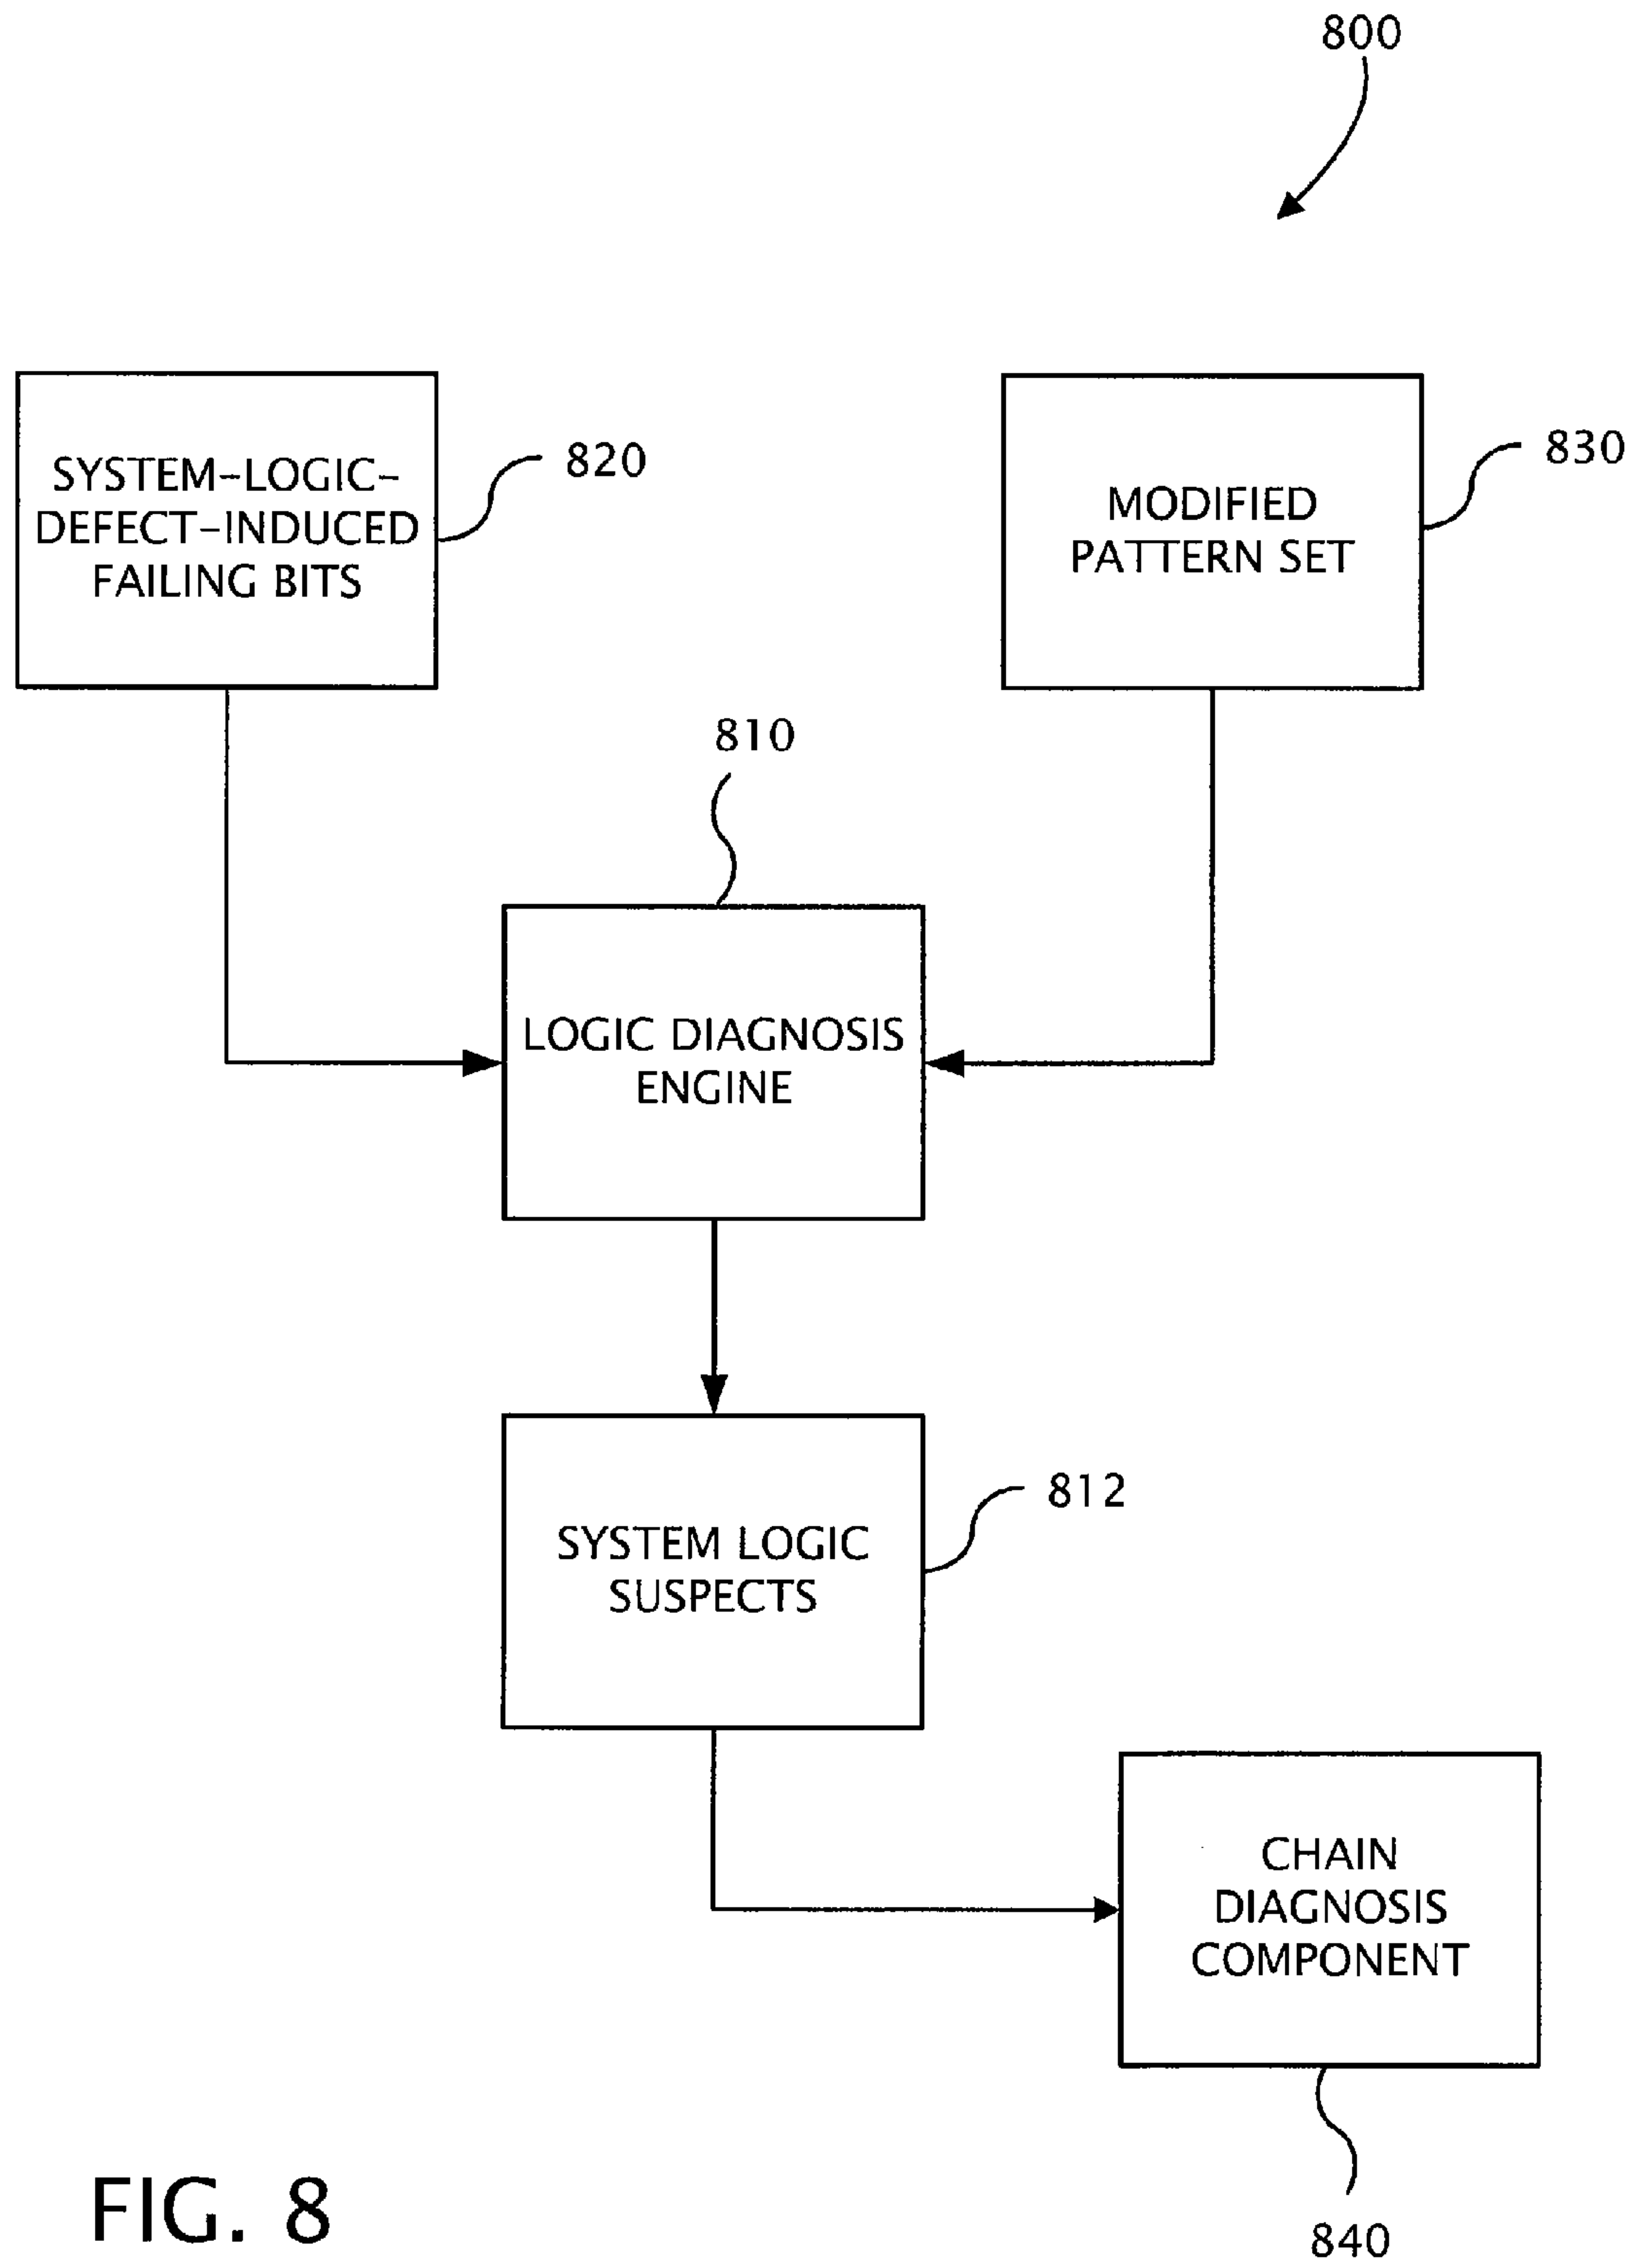 800
SYSTEM-LOGIC-
DEFECT-INDUCED
FAILING BITS
820
MODIFIED
PATTERN SET
830
810
LOGIC DIAGNOSIS
ENGINE
SYSTEM LOGIC
SUSPECTS
812
CHAIN
DIAGNOSIS
COMPONENT
840
FIG. 8